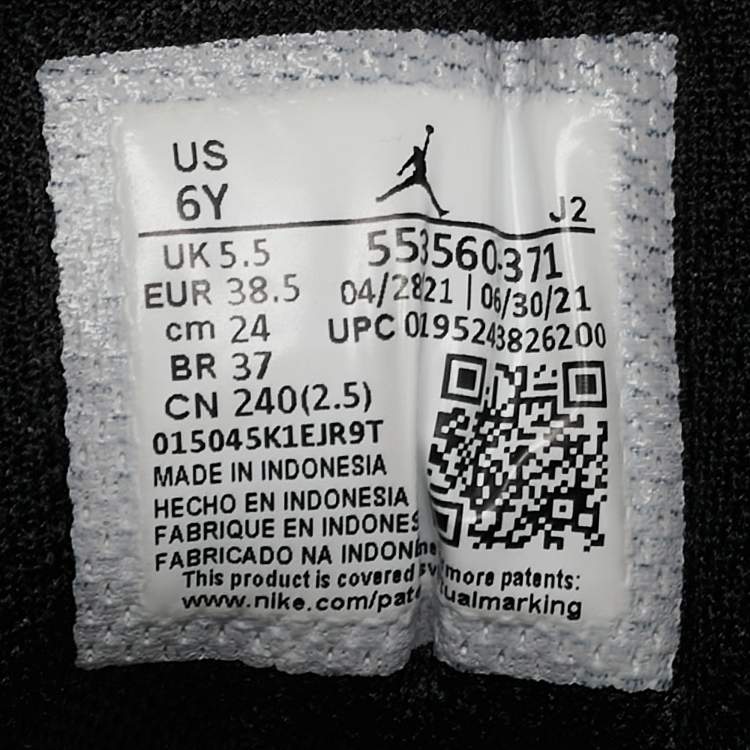 US
6Y
J2
UK 5.5
553560-371
EUR 38.5
04/28/21 | 06/30/21
cm 24
UPC 0195243826200
BR 37
CN 240(2.5)
015045K1EJR9T
MADE IN INDONESIA
HECHO EN INDONESIA
FABRIQUE EN INDONES
FABRICADO NA INDON
This product is covered more patents:
www.nike.com/pat ualmarking